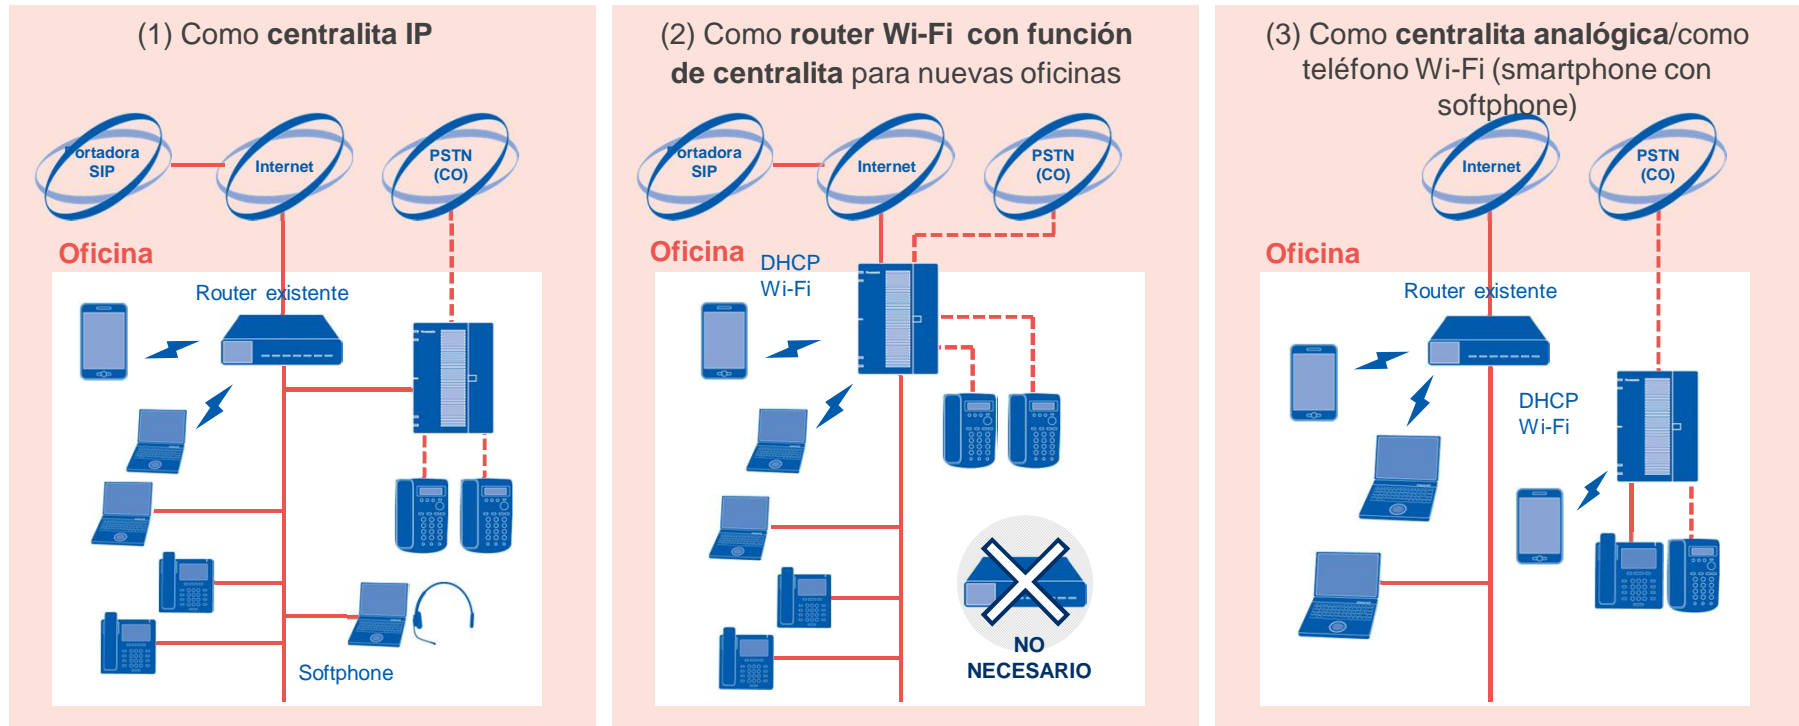 (1) Como centralita IP
Portadora
SIP
Internet
PSTN
(CO)
Oficina
Router existente
Softphone
(2) Como router Wi-Fi con función
de centralita para nuevas oficinas
Portadora
SIP
Internet
PSTN
(CO)
Oficina
DHCP
Wi-Fi
NO
NECESARIO
(3) Como centralita analógica/como
teléfono Wi-Fi (smartphone con
softphone)
Internet
PSTN
(CO)
Oficina
Router existente
DHCP
Wi-Fi